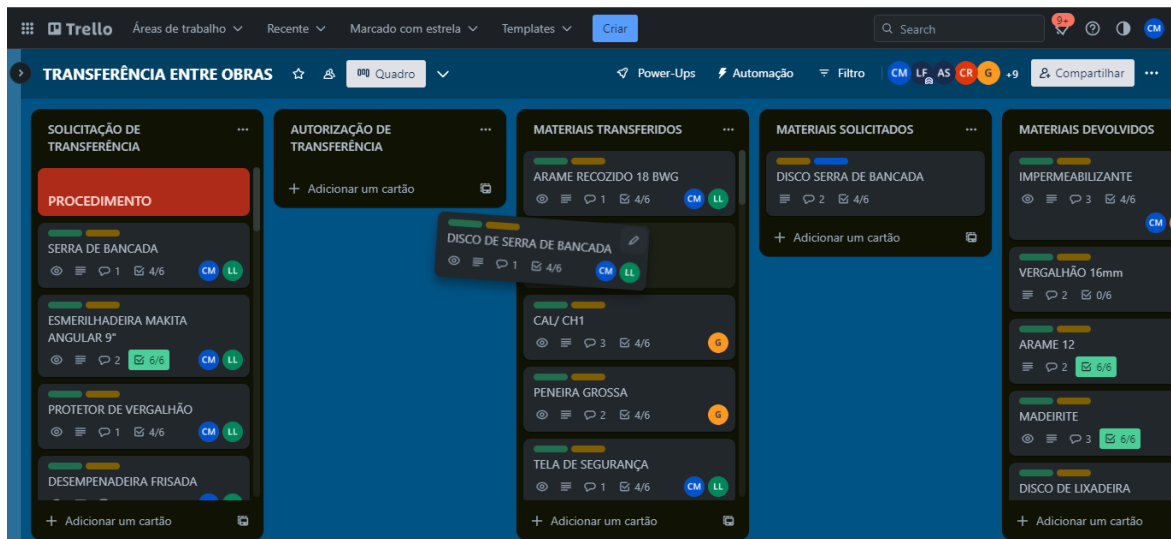 Trello Áreas de trabalho Recente Marcado com estrela Templates Criar Search 9+ CM
TRANSFERÊNCIA ENTRE OBRAS Quadro Power-Ups Automação Filtro CM LF AS CR G +9 Compartilhar
SOLICITAÇÃO DE
TRANSFERÊNCIA
PROCEDIMENTO
SERRA DE BANCADA
1 4/6 CM LL
ESMERILHADEIRA MAKITA
ANGULAR 9"
2 6/6 CM LL
PROTETOR DE VERGALHÃO
1 4/6 CM LL
DESEMPENADEIRA FRISADA
+ Adicionar um cartão
AUTORIZAÇÃO DE
TRANSFERÊNCIA
+ Adicionar um cartão
DISCO DE SERRA DE BANCADA
1 4/6 CM LL
MATERIAIS TRANSFERIDOS
ARAME RECOZIDO 18 BWG
1 4/6 CM LL
CAL/ CH1
3 4/6 G
PENEIRA GROSSA
2 4/6 G
TELA DE SEGURANÇA
1 4/6 CM LL
+ Adicionar um cartão
MATERIAIS SOLICITADOS
DISCO SERRA DE BANCADA
2 4/6
+ Adicionar um cartão
MATERIAIS DEVOLVIDOS
IMPERMEABILIZANTE
3 4/6
CM
VERGALHÃO 16mm
2 0/6
ARAME 12
2 6/6
MADEIRITE
3 6/6
DISCO DE LIXADEIRA
+ Adicionar um cartão